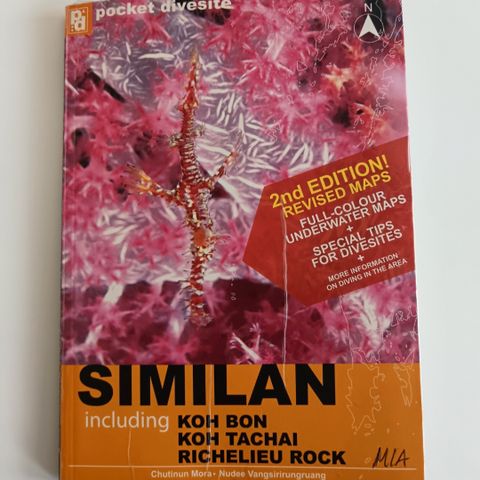 pocket divesite
N
2nd EDITION!
REVISED MAPS
FULL-COLOUR
UNDERWATER MAPS
+
SPECIAL TIPS
FOR DIVESITES
+
MORE INFORMATION
ON DIVING IN THE AREA
SIMILAN
including KOH BON
KOH TACHAI
RICHELIEU ROCK
MIA
Chutinun Mora • Nudee Vangsirirungruang